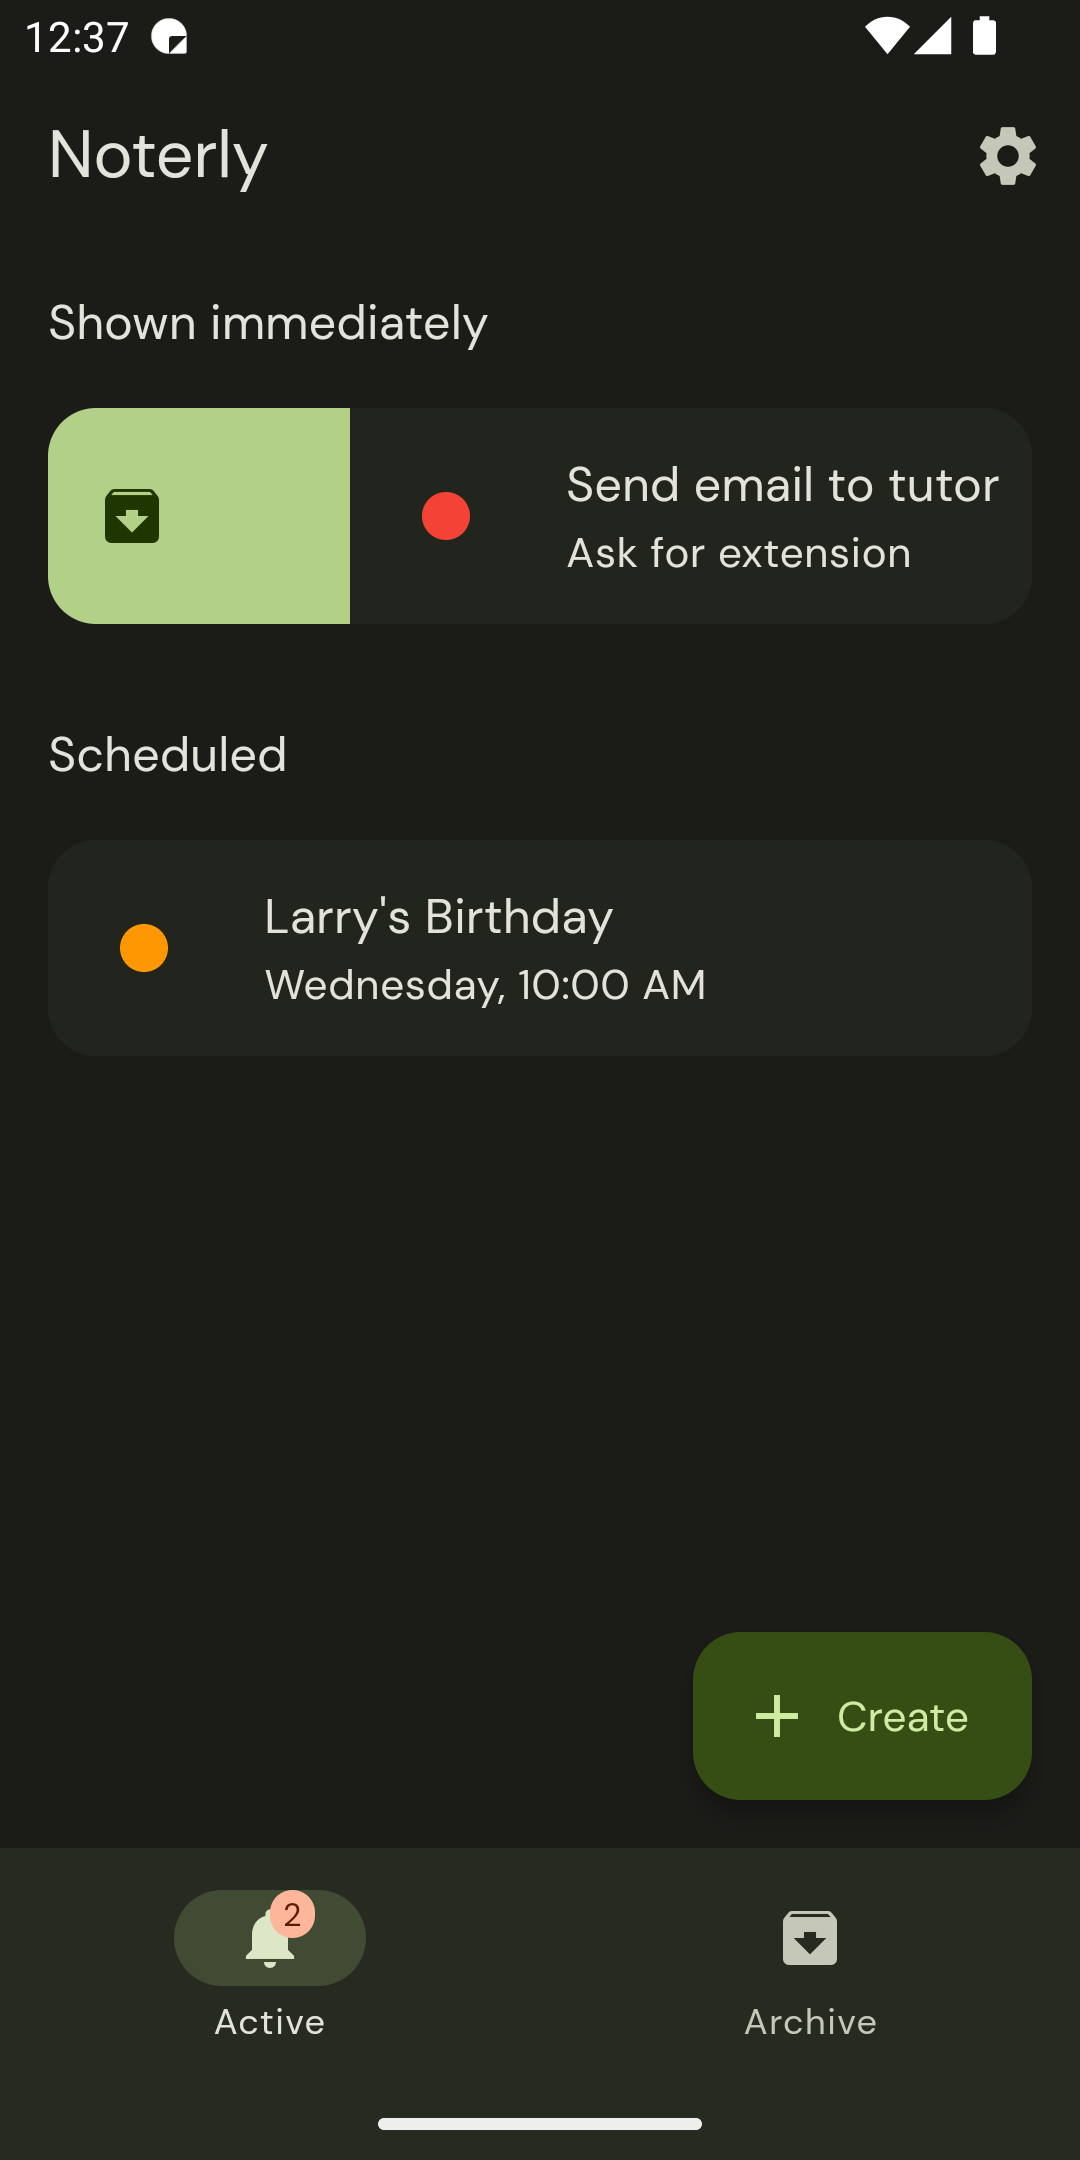 12:37
Noterly
Shown immediately
Send email to tutor
Ask for extension
Scheduled
Larry's Birthday
Wednesday, 10:00 AM
Create
2
Active
Archive